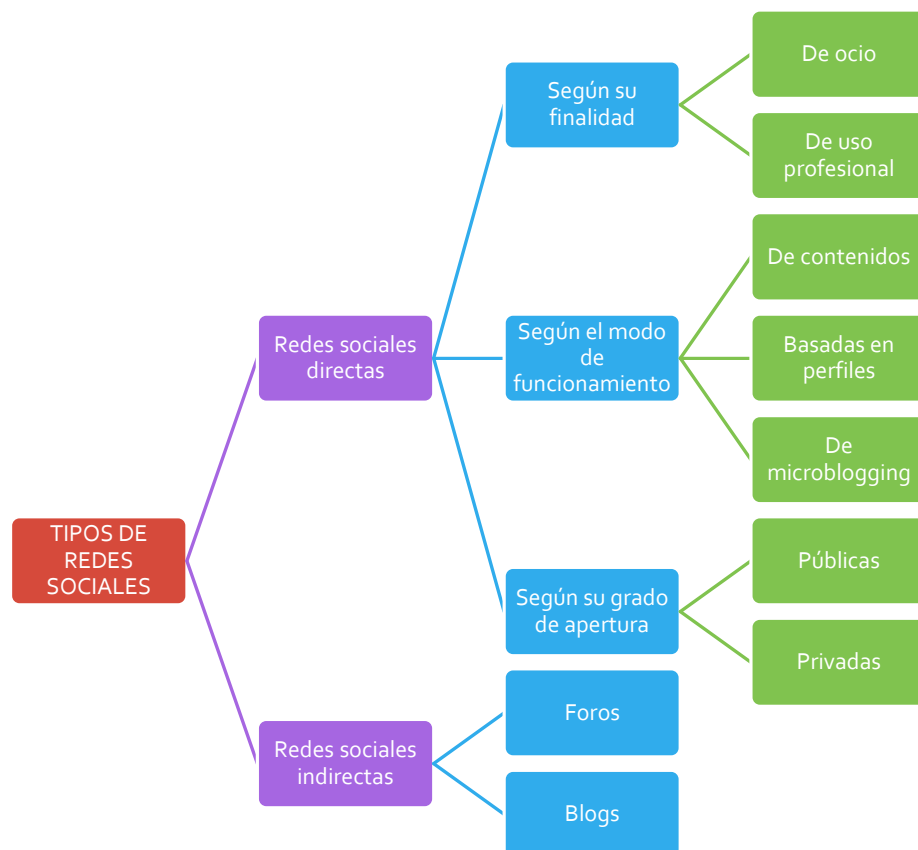 TIPOS DE
REDES
SOCIALES
Redes sociales
directas
Según su
finalidad
De ocio
De uso
profesional
Según el modo
de
funcionamiento
De contenidos
Basadas en
perfiles
De
microblogging
Según su grado
de apertura
Públicas
Privadas
Redes sociales
indirectas
Foros
Blogs